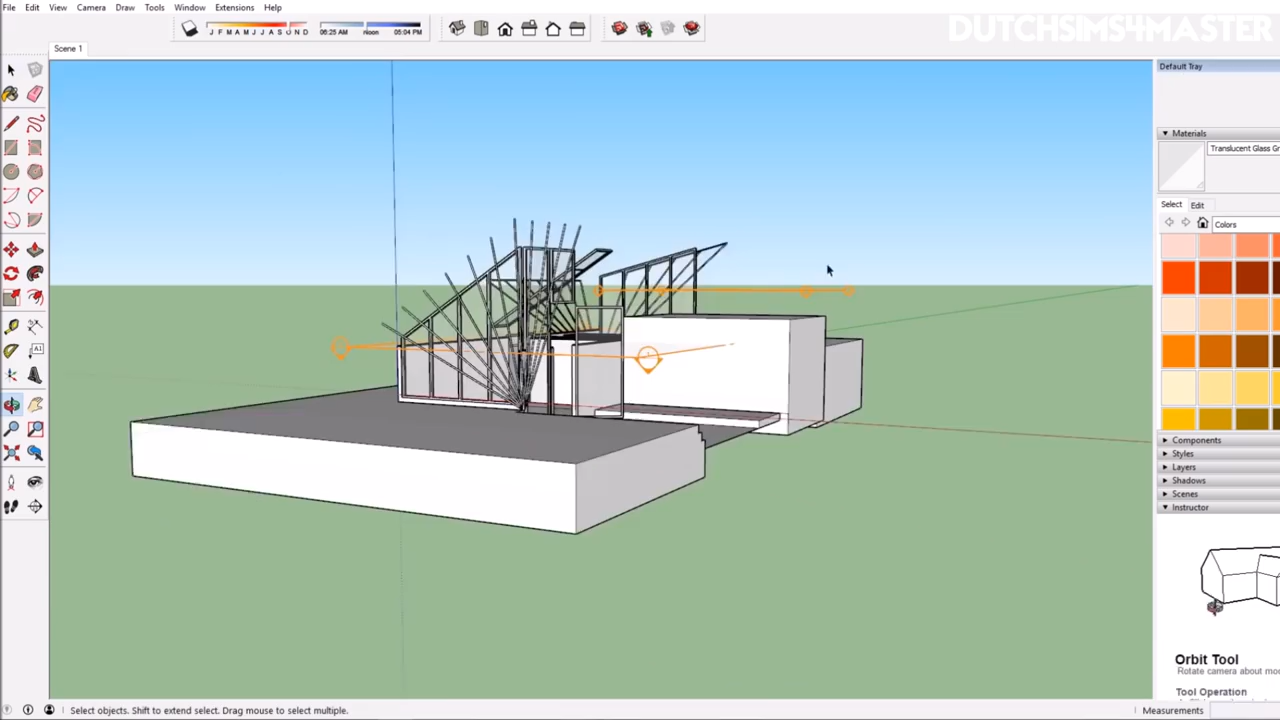 File Edit View Camera Draw Tools Window Extensions Help
DUTCHSIMS4MASTER
J F M A M J J A S O N D
06:25 AM Noon 05:04 PM
Scene 1
Default Tray
Materials
Translucent Glass Gr
Select Edit
Colors
Components
Styles
Layers
Shadows
Scenes
Instructor
Orbit Tool
Rotate camera about mo
Tool Operation
Select objects. Shift to extend select. Drag mouse to select multiple.
Measurements